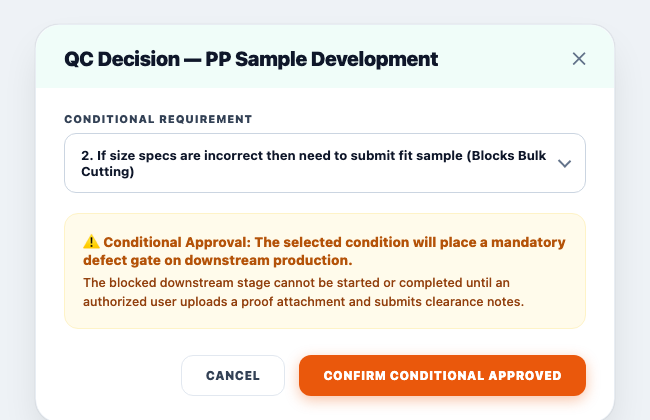 QC Decision — PP Sample Development
CONDITIONAL REQUIREMENT
2. If size specs are incorrect then need to submit fit sample (Blocks Bulk
Cutting)
⚠️ Conditional Approval: The selected condition will place a mandatory
defect gate on downstream production.
The blocked downstream stage cannot be started or completed until an
authorized user uploads a proof attachment and submits clearance notes.
CANCEL
CONFIRM CONDITIONAL APPROVED